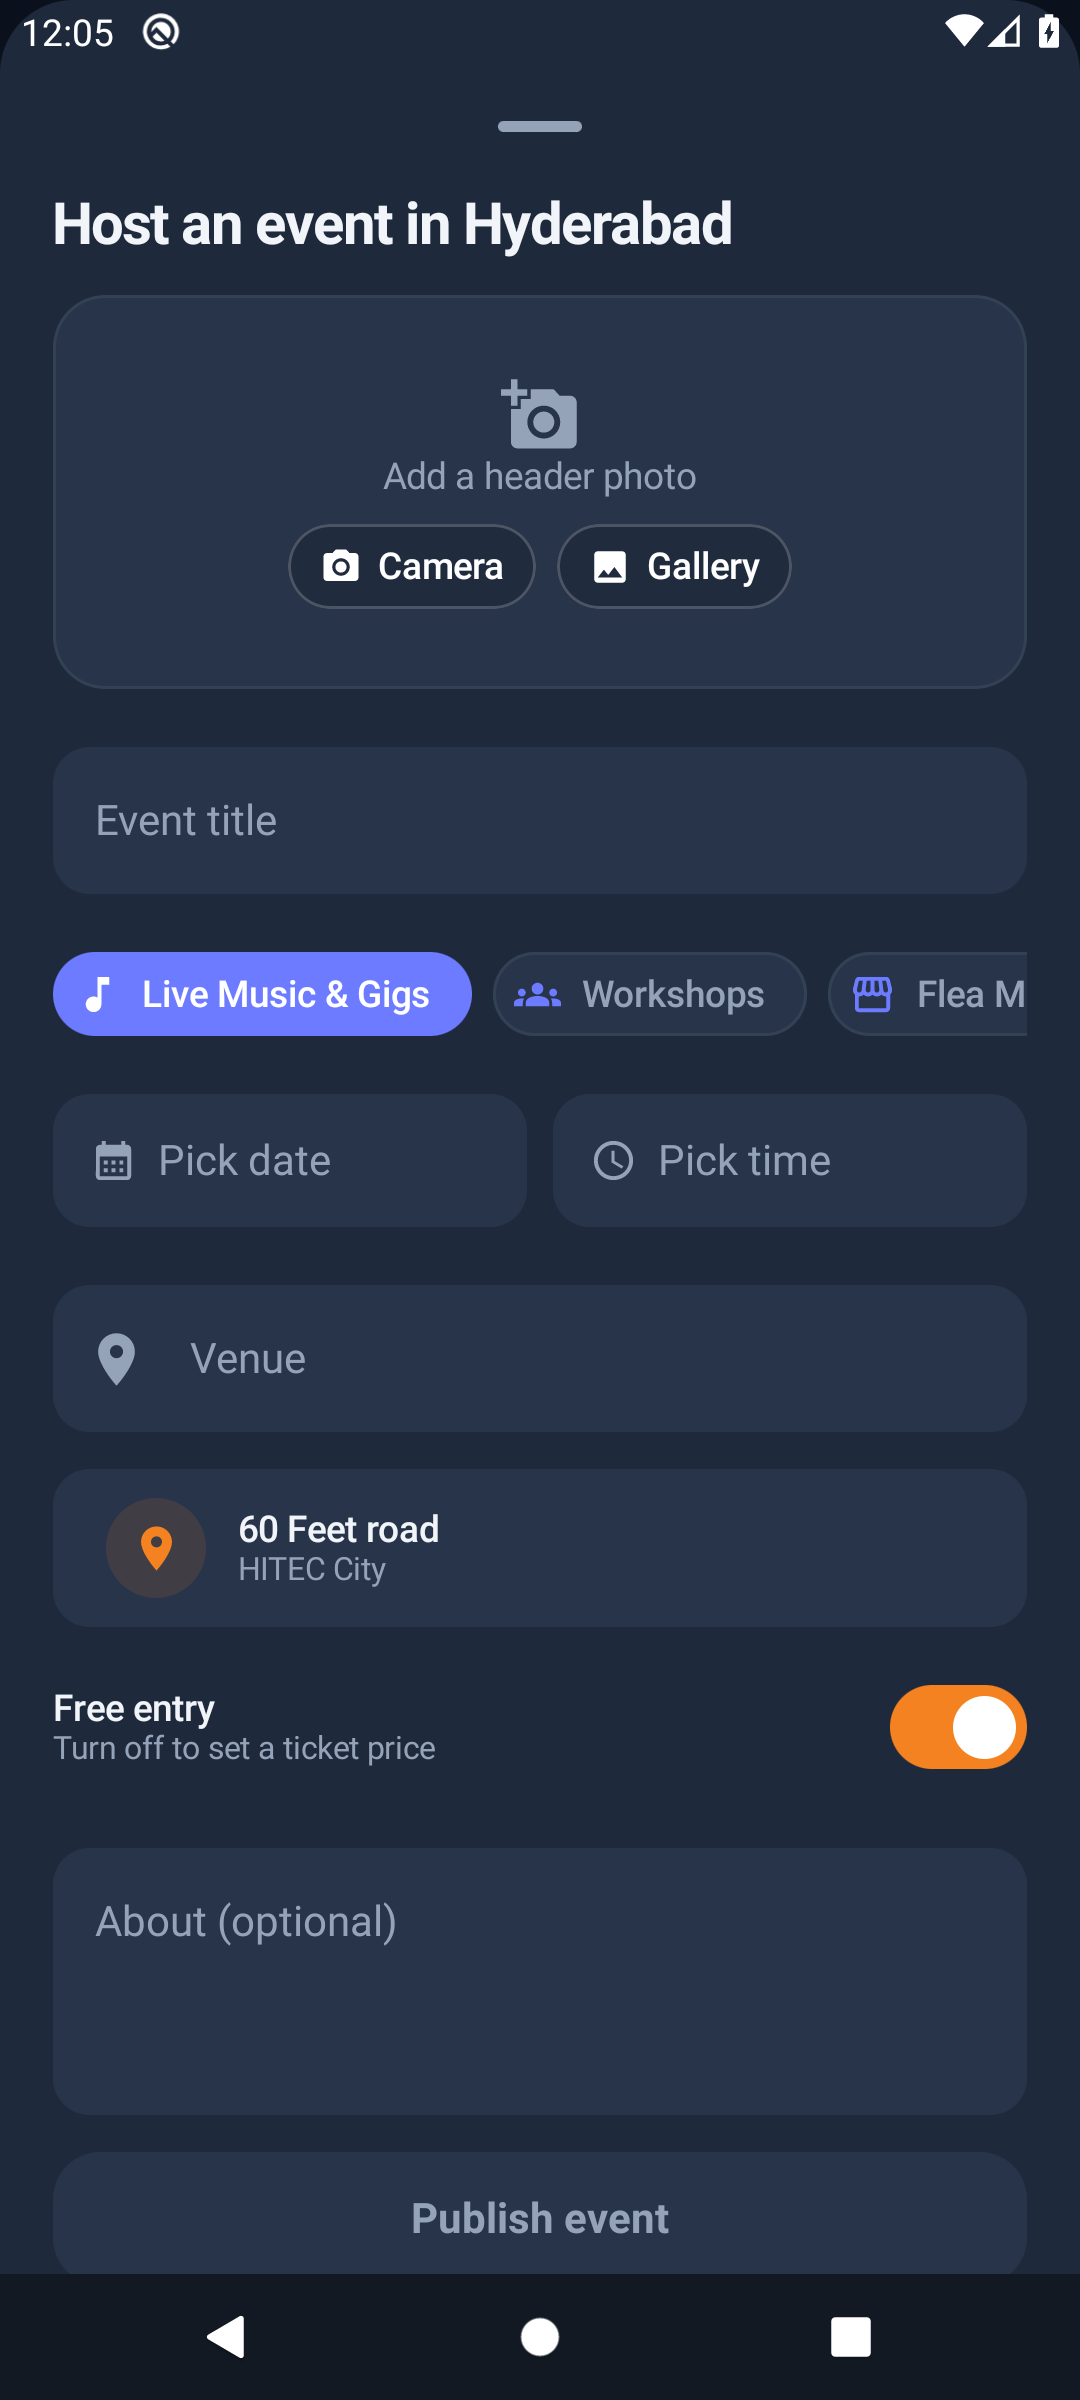 12:05
Host an event in Hyderabad
Add a header photo
Camera
Gallery
Event title
Live Music & Gigs
Workshops
Flea M
Pick date
Pick time
Venue
60 Feet road
HITEC City
Free entry
Turn off to set a ticket price
About (optional)
Publish event